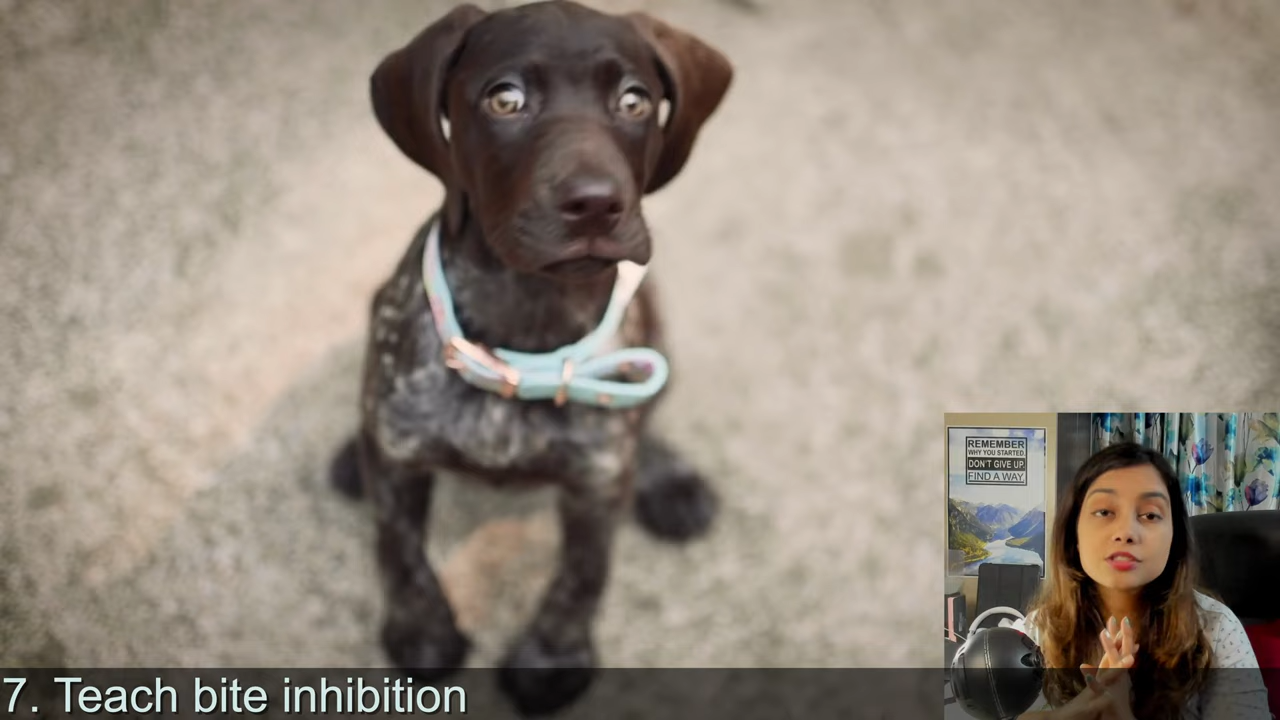 REMEMBER
WHY YOU STARTED.
DON'T GIVE UP.
FIND A WAY.
7. Teach bite inhibition